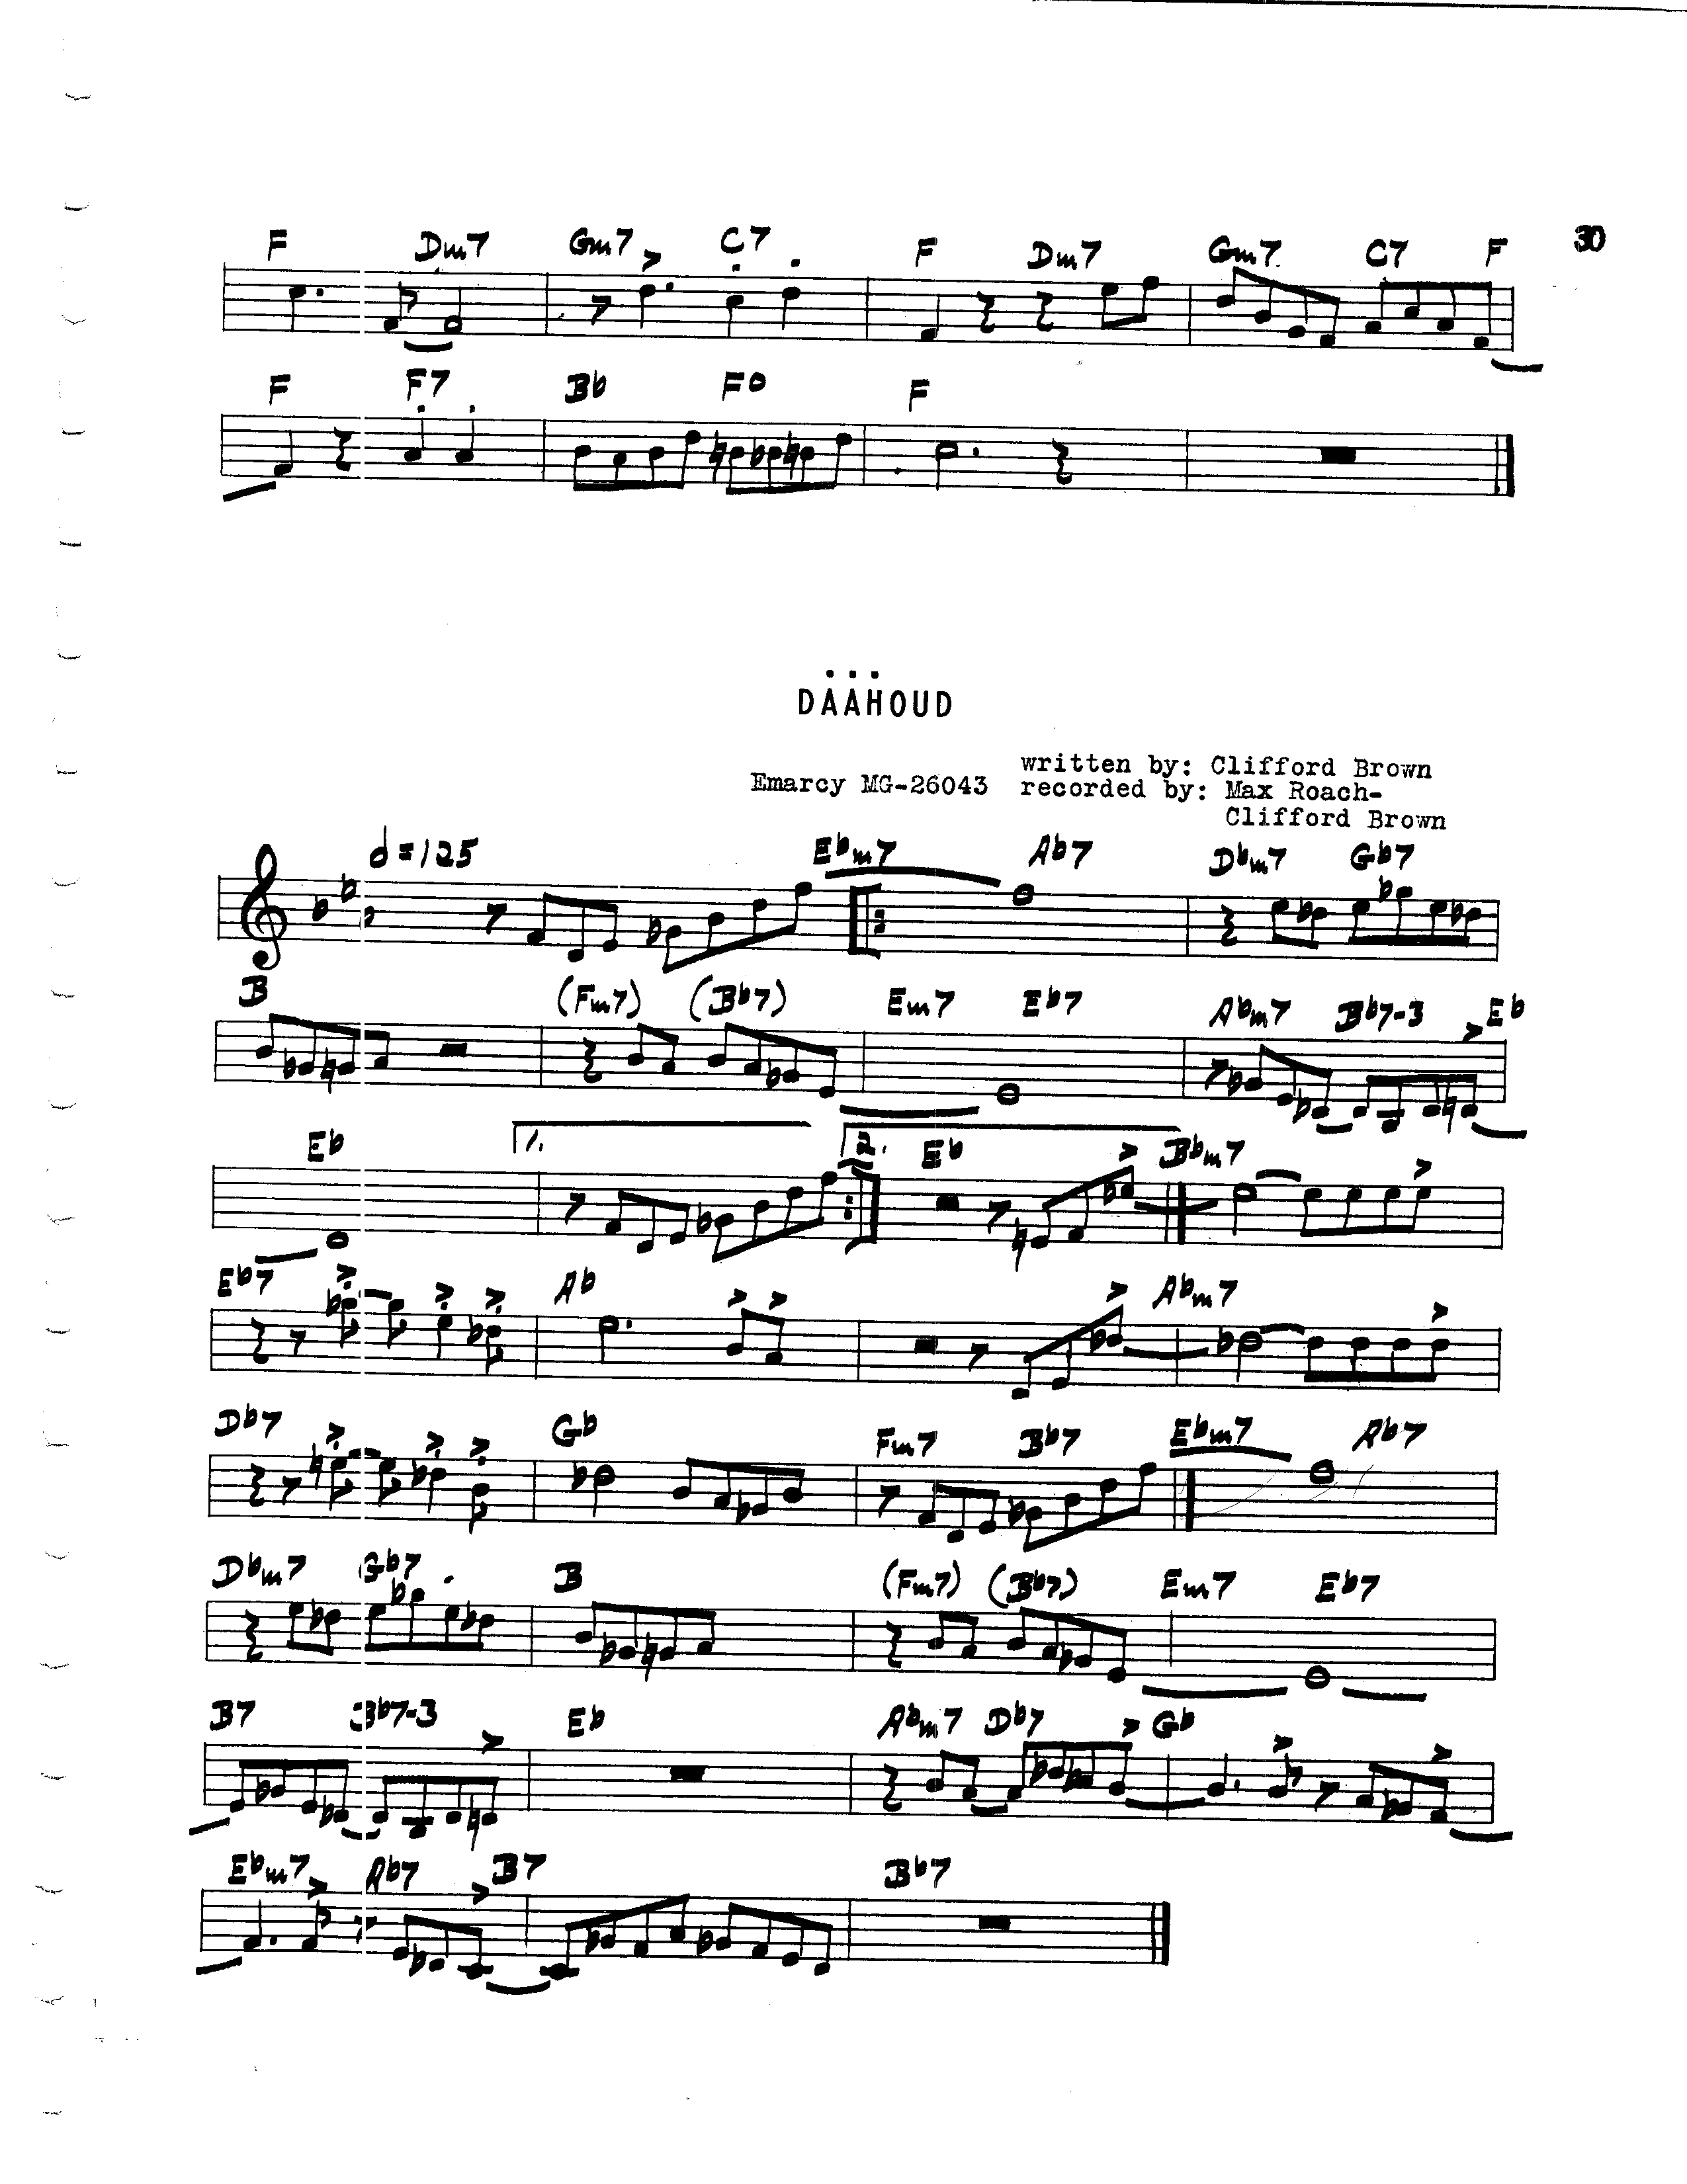 30
F Dm7 Gm7 C7 F Dm7 Gm7 C7 F
F F7 Bb Fo F
DAAHOUD
written by: Clifford Brown
Emarcy MG-26043 recorded by: Max Roach-
Clifford Brown
𝅗𝅥=125 Ebm7 Ab7 Dbm7 Gb7
B (Fm7) (Bb7) Em7 Eb7 Abm7 Bb7-3 Eb
Eb 1. 2. Eb Bbm7
Eb7 Ab Abm7
Db7 Gb Fm7 Bb7 Ebm7 Ab7
Dbm7 Gb7 B (Fm7) (Bb7) Em7 Eb7
B7 Bb7-3 Eb Abm7 Db7 Gb
Ebm7 Ab7 B7 Bb7